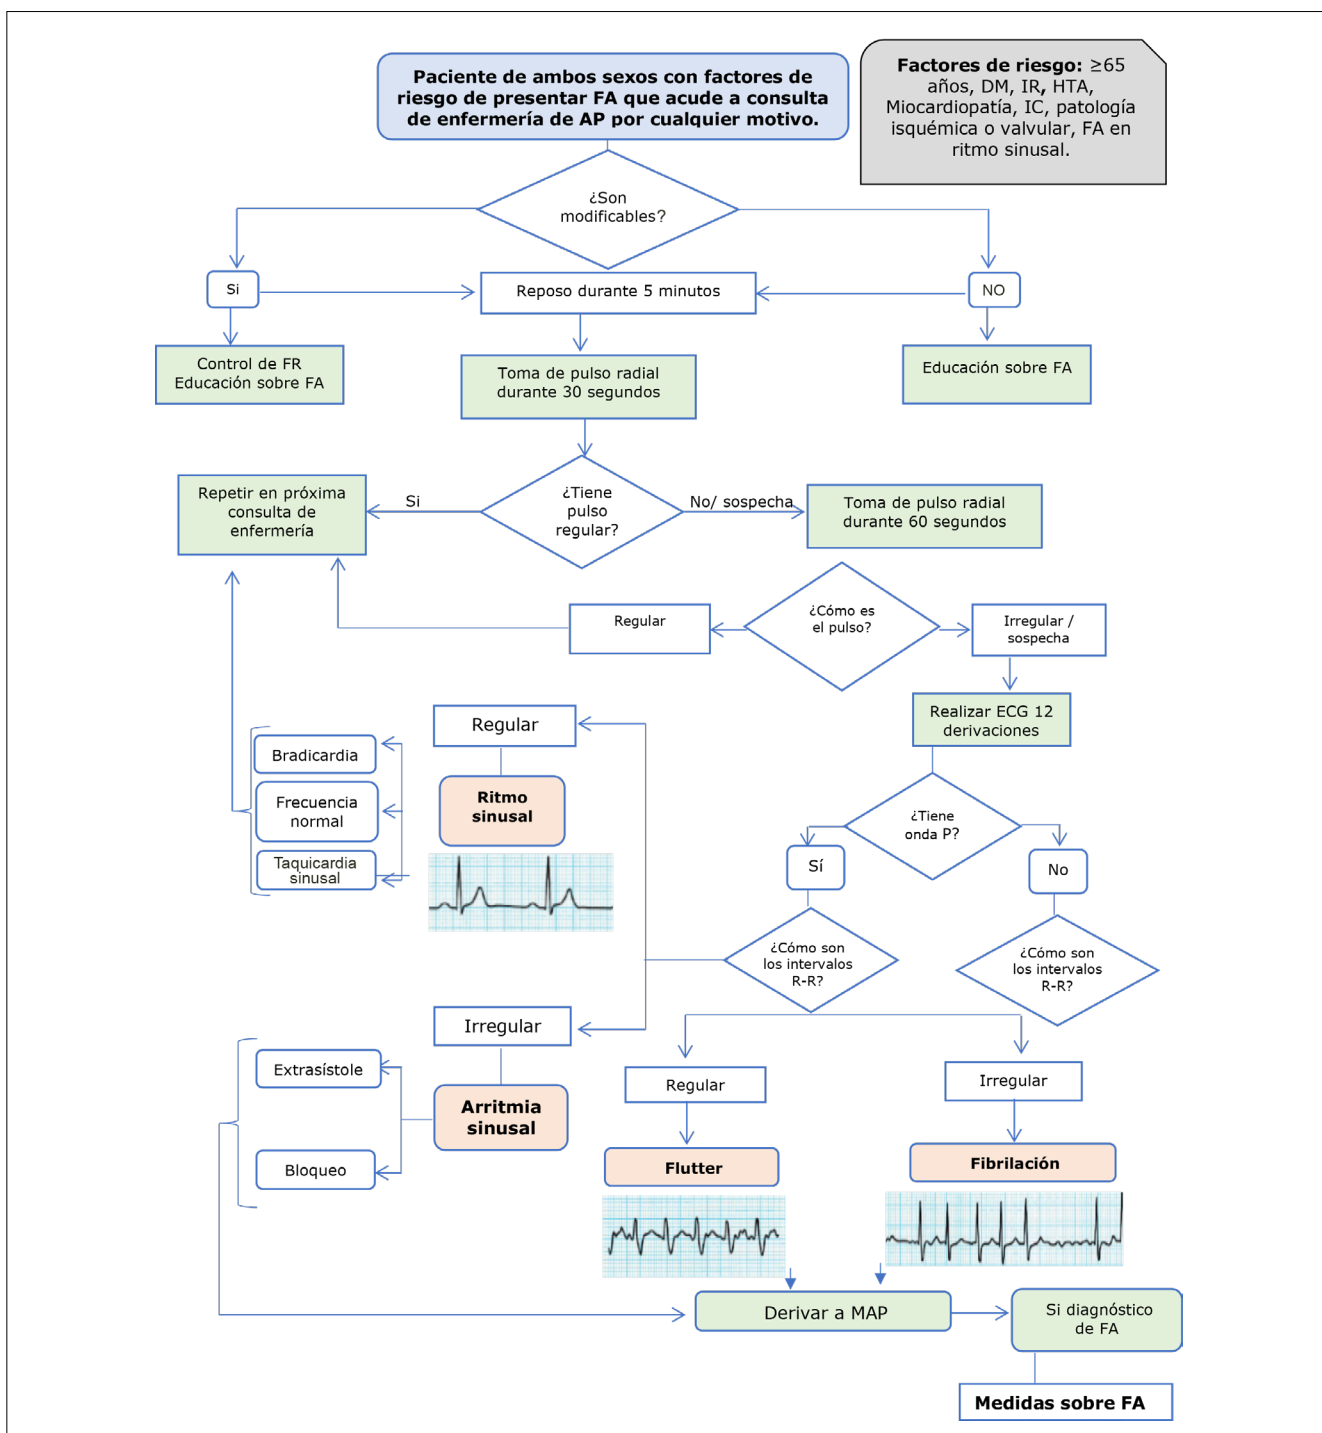 Paciente de ambos sexos con factores de
riesgo de presentar FA que acude a consulta
de enfermería de AP por cualquier motivo.
Factores de riesgo: ≥65
años, DM, IR, HTA,
Miocardiopatía, IC, patología
isquémica o valvular, FA en
ritmo sinusal.
¿Son
modificables?
Si
Reposo durante 5 minutos
NO
Control de FR
Educación sobre FA
Toma de pulso radial
durante 30 segundos
Educación sobre FA
Repetir en próxima
consulta de
enfermería
Si
¿Tiene
pulso
regular?
No/ sospecha
Toma de pulso radial
durante 60 segundos
Regular
¿Cómo es
el pulso?
Irregular /
sospecha
Realizar ECG 12
derivaciones
Regular
Bradicardia
Frecuencia
normal
Taquicardia
sinusal
Ritmo
sinusal
¿Tiene
onda P?
Sí
No
¿Cómo son
los intervalos
R-R?
¿Cómo son
los intervalos
R-R?
Irregular
Extrasístole
Arritmia
sinusal
Bloqueo
Regular
Irregular
Flutter
Fibrilación
Derivar a MAP
Si diagnóstico
de FA
Medidas sobre FA